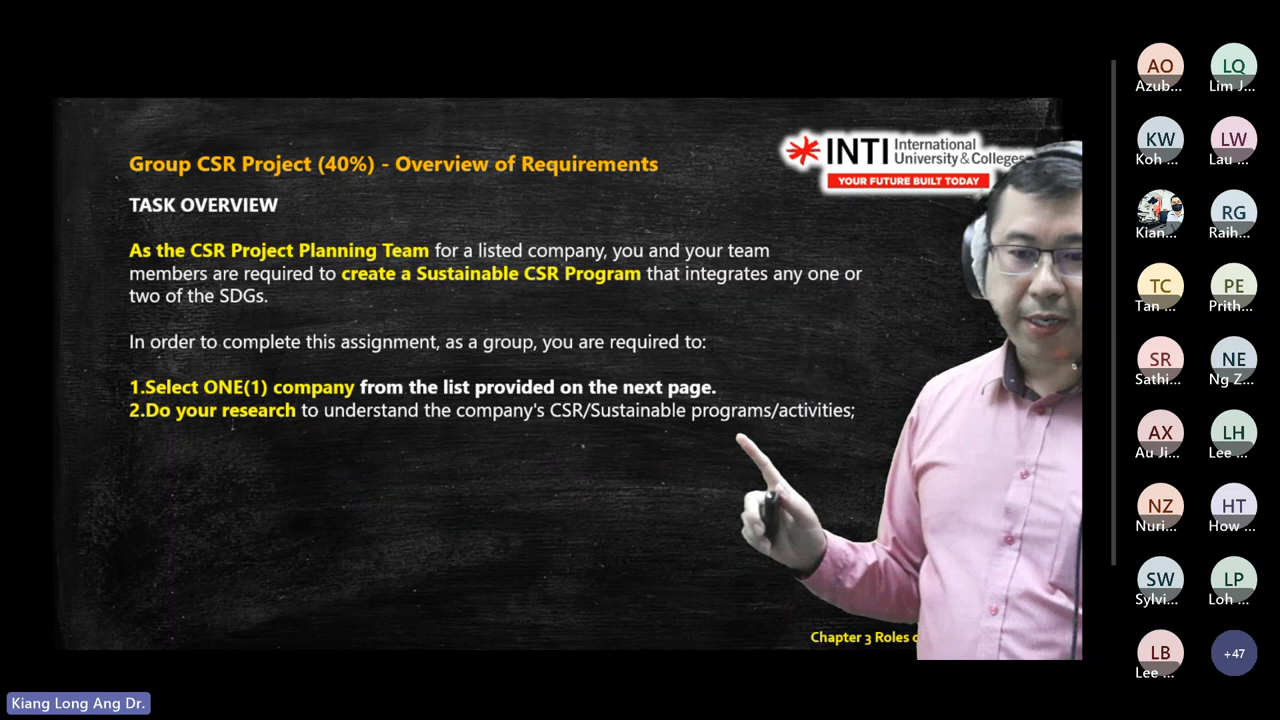 Group CSR Project (40%) - Overview of Requirements
INTI International
University & Colleges
YOUR FUTURE BUILT TODAY
TASK OVERVIEW
As the CSR Project Planning Team for a listed company, you and your team
members are required to create a Sustainable CSR Program that integrates any one or
two of the SDGs.
In order to complete this assignment, as a group, you are required to:
1.Select ONE(1) company from the list provided on the next page.
2.Do your research to understand the company's CSR/Sustainable programs/activities;
Chapter 3 Roles
Kiang Long Ang Dr.
AO LQ
Azub... Lim J...
KW LW
Koh ... Lau ...
RG
Kian... Raih...
TC PE
Tan ... Prith...
SR NE
Sathi... Ng Z...
AX LH
Au Ji... Lee ...
NZ HT
Nuri... How ...
SW LP
Sylvi... Loh ...
LB +47
Lee ...